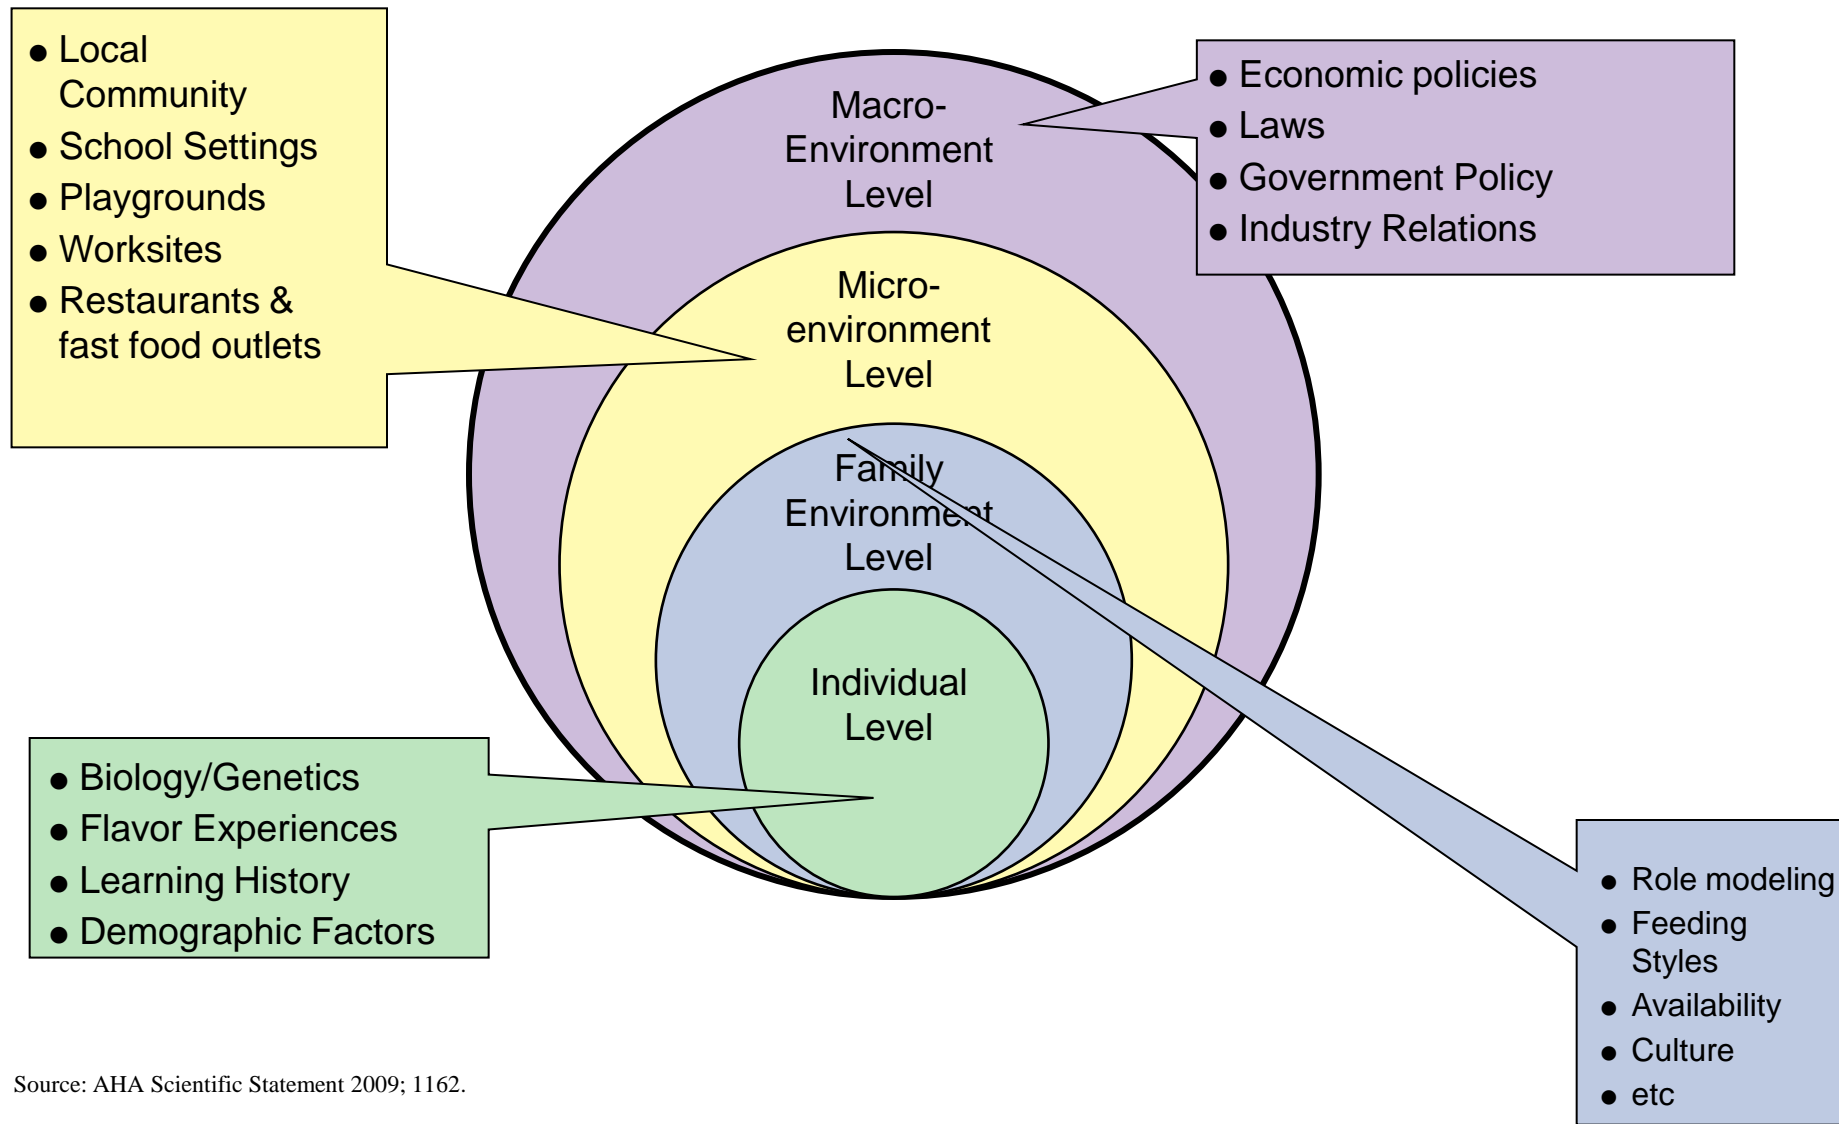 ● Local
Community
● School Settings
● Playgrounds
● Worksites
● Restaurants &
fast food outlets
Macro-
Environment
Level
● Economic policies
● Laws
● Government Policy
● Industry Relations
Micro-
environment
Level
Family
Environment
Level
Individual
Level
● Biology/Genetics
● Flavor Experiences
● Learning History
● Demographic Factors
● Role modeling
● Feeding
Styles
● Availability
● Culture
● etc
Source: AHA Scientific Statement 2009; 1162.